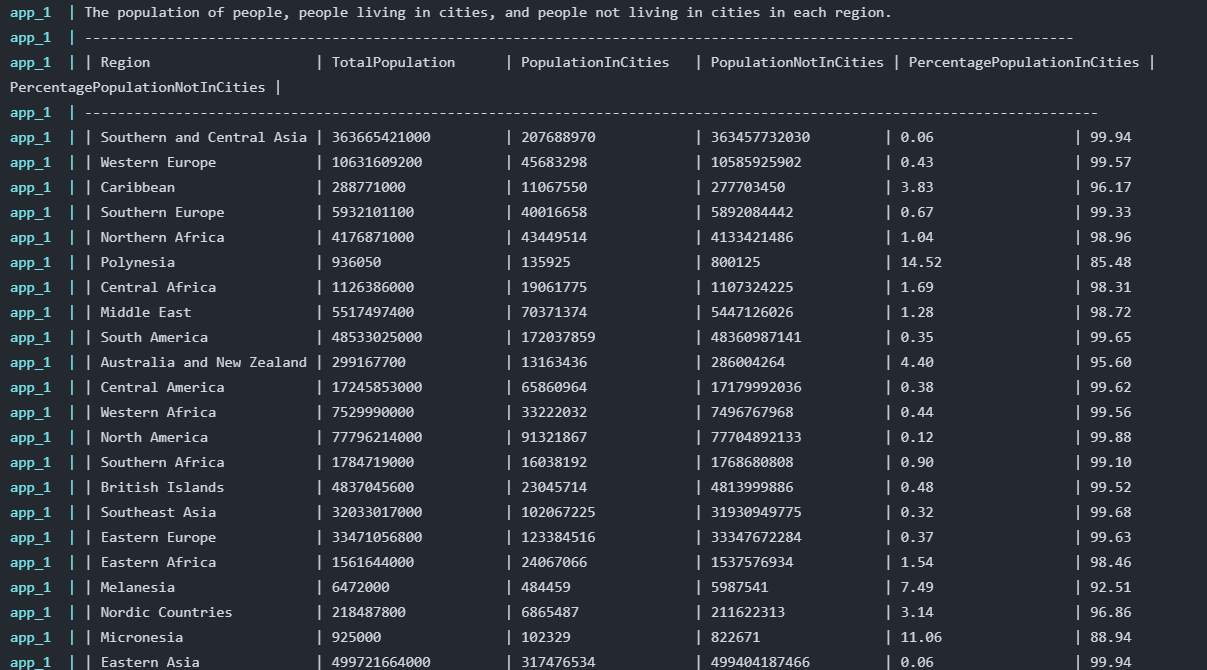 app_1 | The population of people, people living in cities, and people not living in cities in each region.
app_1 | ------------------------------------------------------------------------------------------------------------------------
app_1 | | Region | TotalPopulation | PopulationInCities | PopulationNotInCities | PercentagePopulationInCities |
PercentagePopulationNotInCities |
app_1 | ---------------------------------------------------------------------------------------------------------------------------
app_1 | | Southern and Central Asia | 363665421000 | 207688970 | 363457732030 | 0.06 | 99.94
app_1 | | Western Europe | 10631609200 | 45683298 | 10585925902 | 0.43 | 99.57
app_1 | | Caribbean | 288771000 | 11067550 | 277703450 | 3.83 | 96.17
app_1 | | Southern Europe | 5932101100 | 40016658 | 5892084442 | 0.67 | 99.33
app_1 | | Northern Africa | 4176871000 | 43449514 | 4133421486 | 1.04 | 98.96
app_1 | | Polynesia | 936050 | 135925 | 800125 | 14.52 | 85.48
app_1 | | Central Africa | 1126386000 | 19061775 | 1107324225 | 1.69 | 98.31
app_1 | | Middle East | 5517497400 | 70371374 | 5447126026 | 1.28 | 98.72
app_1 | | South America | 48533025000 | 172037859 | 48360987141 | 0.35 | 99.65
app_1 | | Australia and New Zealand | 299167700 | 13163436 | 286004264 | 4.40 | 95.60
app_1 | | Central America | 17245853000 | 65860964 | 17179992036 | 0.38 | 99.62
app_1 | | Western Africa | 7529990000 | 33222032 | 7496767968 | 0.44 | 99.56
app_1 | | North America | 77796214000 | 91321867 | 77704892133 | 0.12 | 99.88
app_1 | | Southern Africa | 1784719000 | 16038192 | 1768680808 | 0.90 | 99.10
app_1 | | British Islands | 4837045600 | 23045714 | 4813999886 | 0.48 | 99.52
app_1 | | Southeast Asia | 32033017000 | 102067225 | 31930949775 | 0.32 | 99.68
app_1 | | Eastern Europe | 33471056800 | 123384516 | 33347672284 | 0.37 | 99.63
app_1 | | Eastern Africa | 1561644000 | 24067066 | 1537576934 | 1.54 | 98.46
app_1 | | Melanesia | 6472000 | 484459 | 5987541 | 7.49 | 92.51
app_1 | | Nordic Countries | 218487800 | 6865487 | 211622313 | 3.14 | 96.86
app_1 | | Micronesia | 925000 | 102329 | 822671 | 11.06 | 88.94
app_1 | | Eastern Asia | 499721664000 | 317476534 | 499404187466 | 0.06 | 99.94